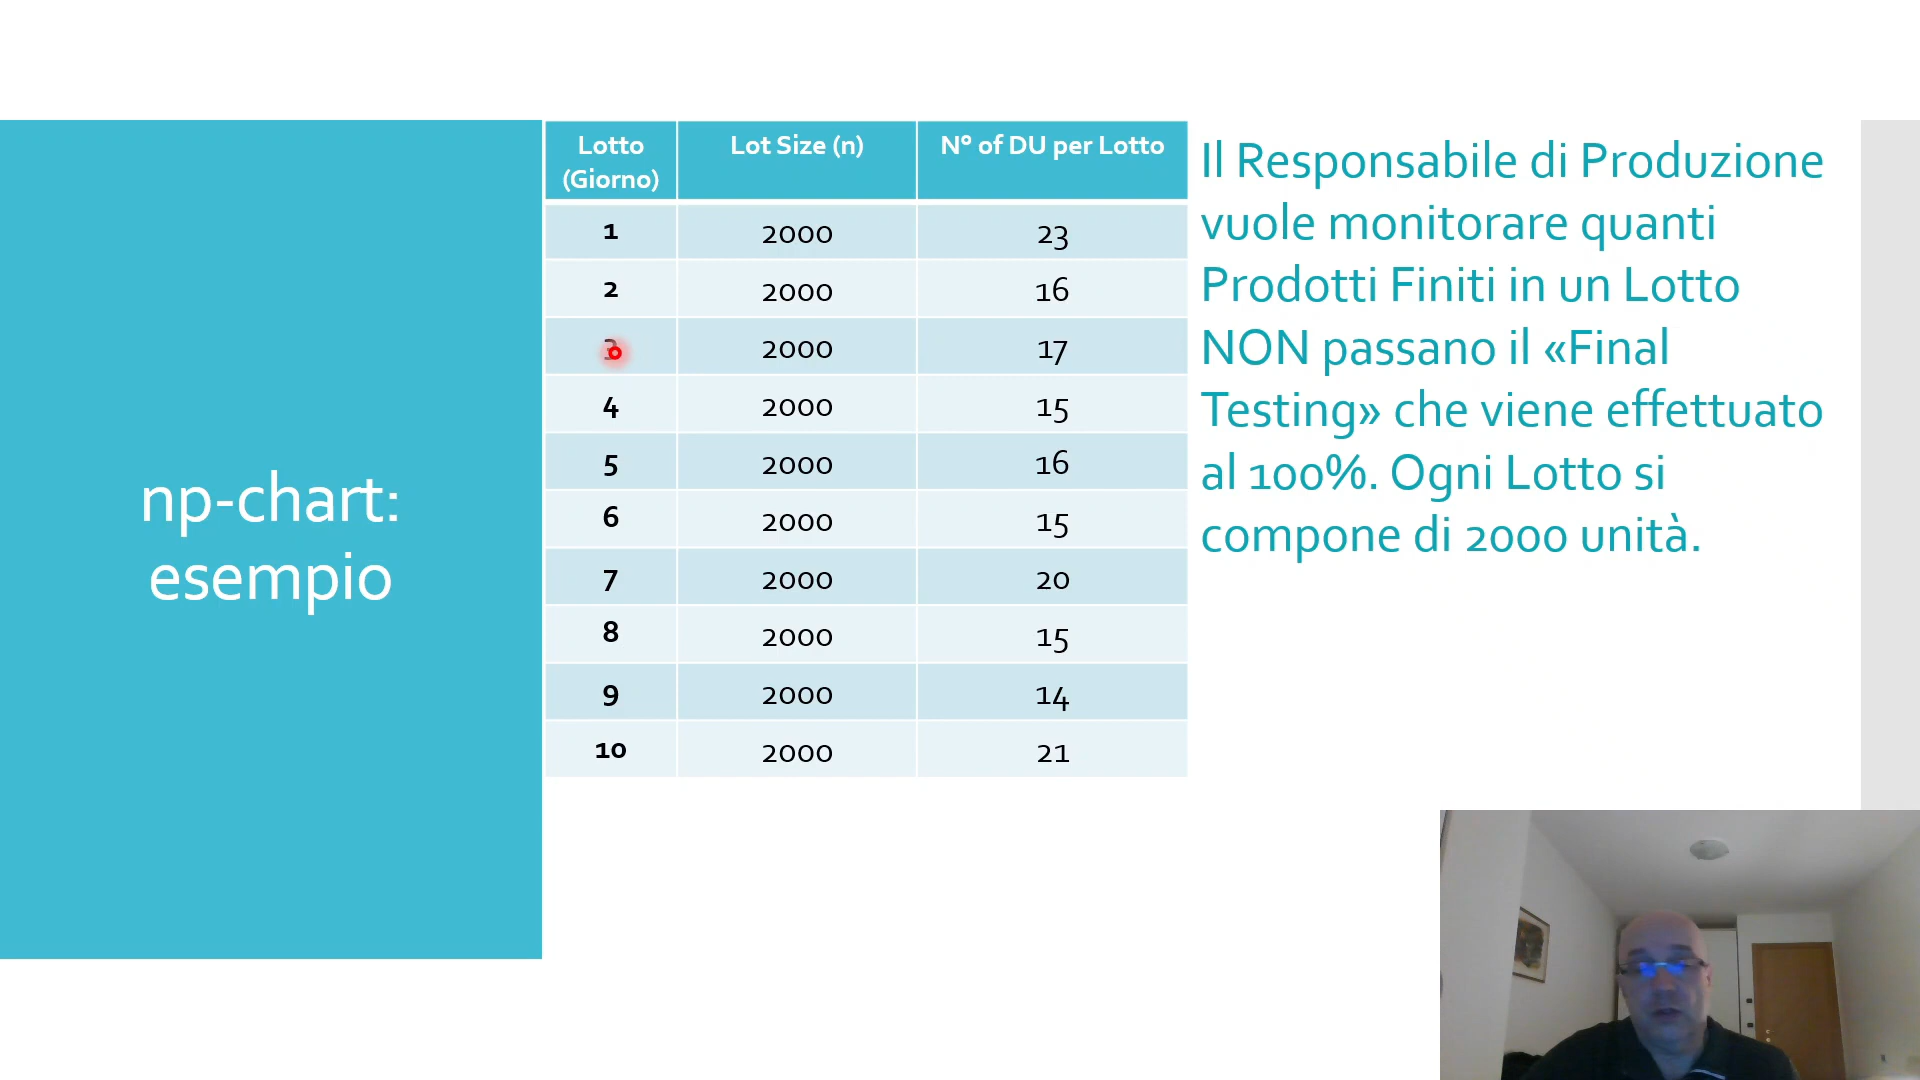 np-chart:
esempio
Lotto (Giorno) Lot Size (n) N° of DU per Lotto
1 2000 23
2 2000 16
3 2000 17
4 2000 15
5 2000 16
6 2000 15
7 2000 20
8 2000 15
9 2000 14
10 2000 21
Il Responsabile di Produzione
vuole monitorare quanti
Prodotti Finiti in un Lotto
NON passano il «Final
Testing» che viene effettuato
al 100%. Ogni Lotto si
compone di 2000 unità.